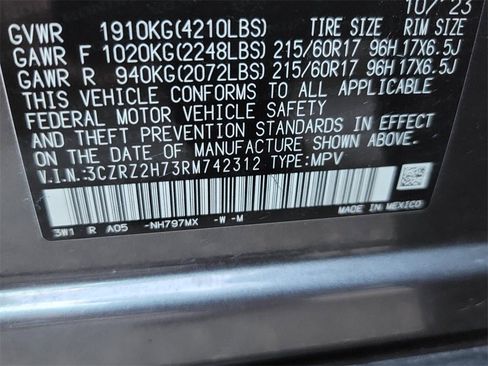 10/23
GVWR 1910KG(4210LBS) TIRE SIZE RIM SIZE
GAWR F 1020KG(2248LBS) 215/60R17 96H 17X6.5J
GAWR R 940KG(2072LBS) 215/60R17 96H 17X6.5J
THIS VEHICLE CONFORMS TO ALL APPLICABLE
FEDERAL MOTOR VEHICLE SAFETY
AND THEFT PREVENTION STANDARDS IN EFFECT
ON THE DATE OF MANUFACTURE SHOWN ABOVE.
V.I.N.:3CZRZ2H73RM742312 TYPE:MPV
3W1 R A05 -NH797MX -W -M
MADE IN MEXICO